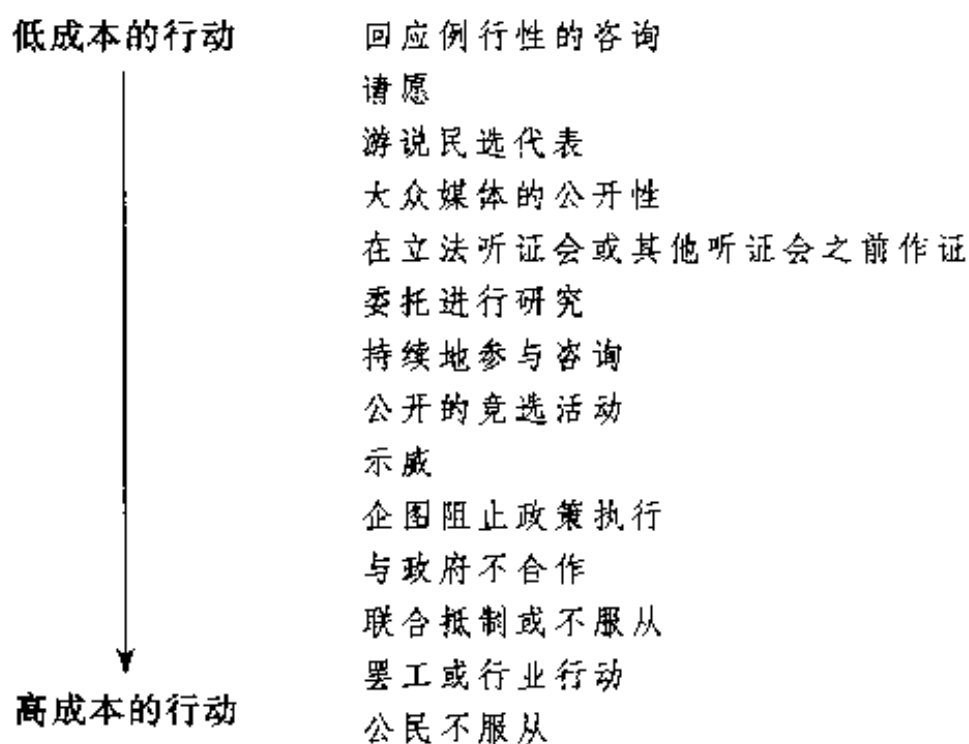 低成本的行动
回应例行性的咨询
请愿
游说民选代表
大众媒体的公开性
在立法听证会或其他听证会之前作证
委托进行研究
持续地参与咨询
公开的竞选活动
示威
企图阻止政策执行
与政府不合作
联合抵制或不服从
罢工或行业行动
高成本的行动
公民不服从